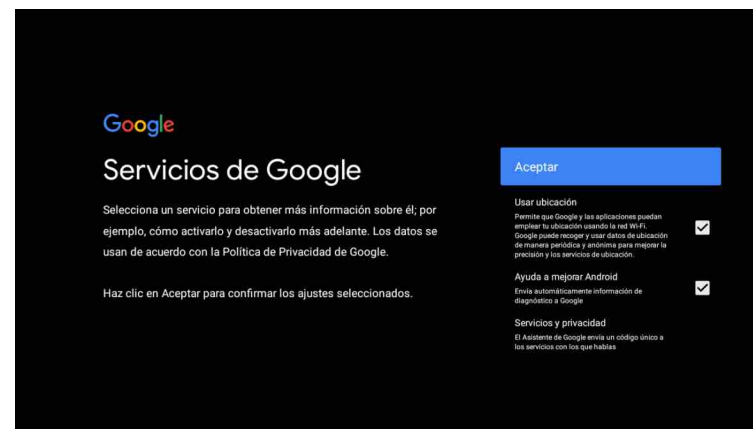 Google
Servicios de Google
Selecciona un servicio para obtener más información sobre él; por
ejemplo, cómo activarlo y desactivarlo más adelante. Los datos se
usan de acuerdo con la Política de Privacidad de Google.
Haz clic en Aceptar para confirmar los ajustes seleccionados.
Aceptar
Usar ubicación
Permite que Google y las aplicaciones puedan
emplear tu ubicación usando la red Wi-Fi.
Google puede recoger y usar datos de ubicación
de manera periódica y anónima para mejorar la
precisión y los servicios de ubicación.
Ayuda a mejorar Android
Envía automáticamente información de
diagnóstico a Google
Servicios y privacidad
El Asistente de Google envía un código único a
los servicios con los que hablas